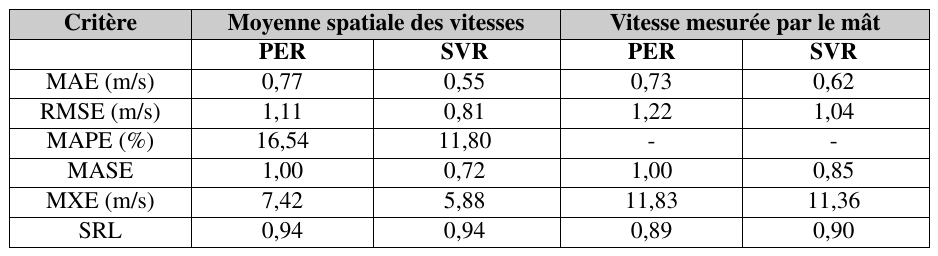 Critère Moyenne spatiale des vitesses Vitesse mesurée par le mât
PER SVR PER SVR
MAE (m/s) 0,77 0,55 0,73 0,62
RMSE (m/s) 1,11 0,81 1,22 1,04
MAPE (%) 16,54 11,80 - -
MASE 1,00 0,72 1,00 0,85
MXE (m/s) 7,42 5,88 11,83 11,36
SRL 0,94 0,94 0,89 0,90